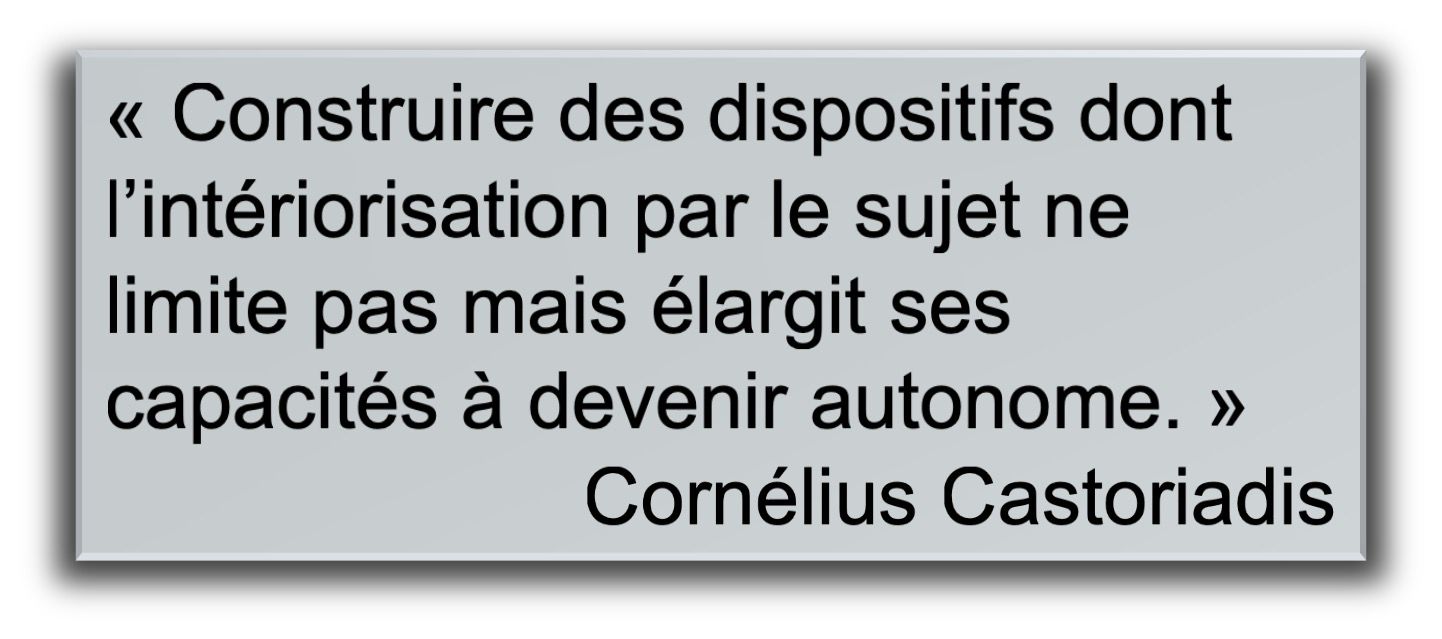 « Construire des dispositifs dont
l’intériorisation par le sujet ne
limite pas mais élargit ses
capacités à devenir autonome. »
Cornélius Castoriadis